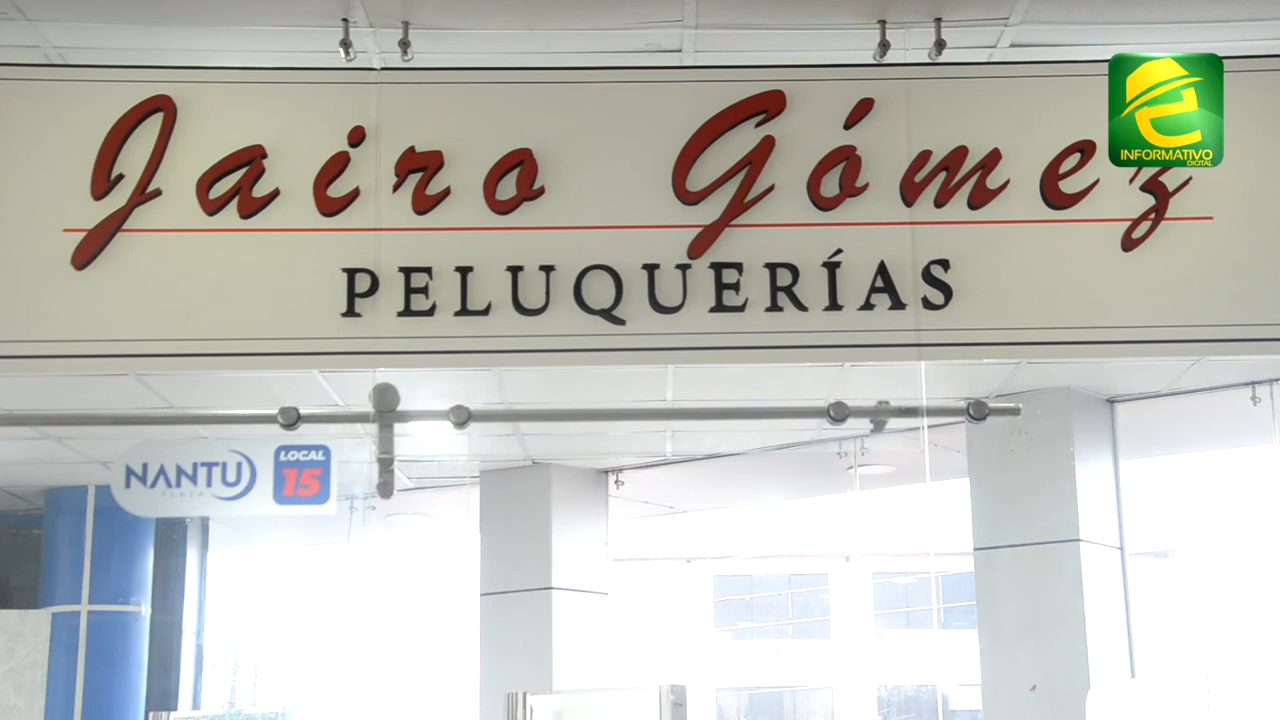 Jairo Gómez
PELUQUERÍAS
INFORMATIVO
DIGITAL
NANTU
PLAZA
LOCAL
15